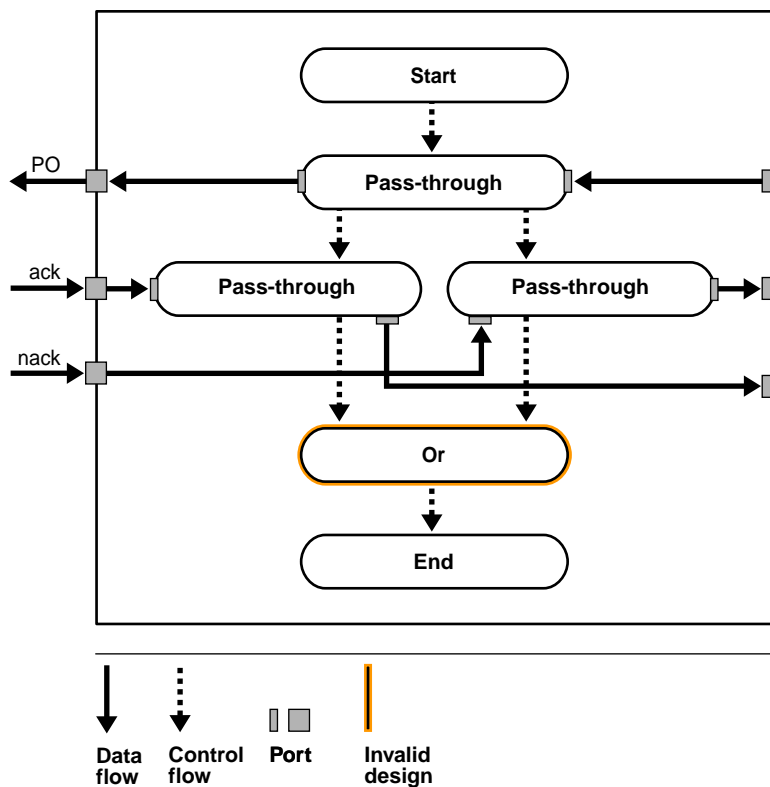 Start
PO
Pass-through
ack
Pass-through
Pass-through
nack
Or
End
Data flow
Control flow
Port
Invalid design